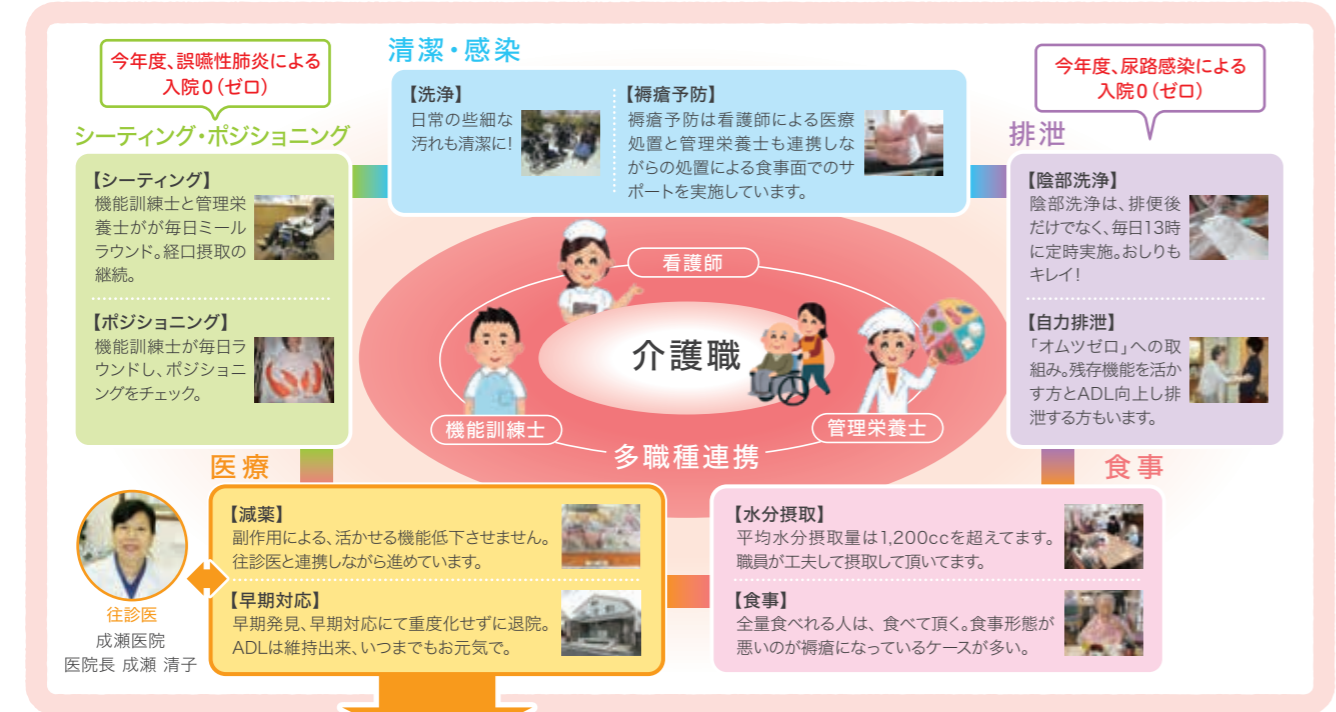 今年度、誤嚥性肺炎による
入院0（ゼロ）
シーティング・ポジショニング
【シーティング】
機能訓練士と管理栄
養士がが毎日ミール
ラウンド。経口摂取の
継続。
【ポジショニング】
機能訓練士が毎日ラ
ウンドし、ポジショニ
ングをチェック。
清潔・感染
【洗浄】
日常の些細な
汚れも清潔に!
【褥瘡予防】
褥瘡予防は看護師による医療
処置と管理栄養士も連携しな
がらの処置による食事面でのサ
ポートを実施しています。
今年度、尿路感染による
入院0（ゼロ）
排泄
【陰部洗浄】
陰部洗浄は、排便後
だけでなく、毎日13時
に定時実施。おしりも
キレイ!
【自力排泄】
「オムツゼロ」への取
組み。残存機能を活か
す方とADL向上し排
泄する方もいます。
看護師
介護職
機能訓練士
管理栄養士
多職種連携
医療
【減薬】
副作用による、活かせる機能低下させません。
往診医と連携しながら進めています。
【早期対応】
早期発見、早期対応にて重度化せずに退院。
ADLは維持出来、いつまでもお元気で。
往診医
成瀬医院
医院長 成瀬 清子
食事
【水分摂取】
平均水分摂取量は1,200ccを超えてます。
職員が工夫して摂取して頂いてます。
【食事】
全量食べれる人は、食べて頂く。食事形態が
悪いのが褥瘡になっているケースが多い。